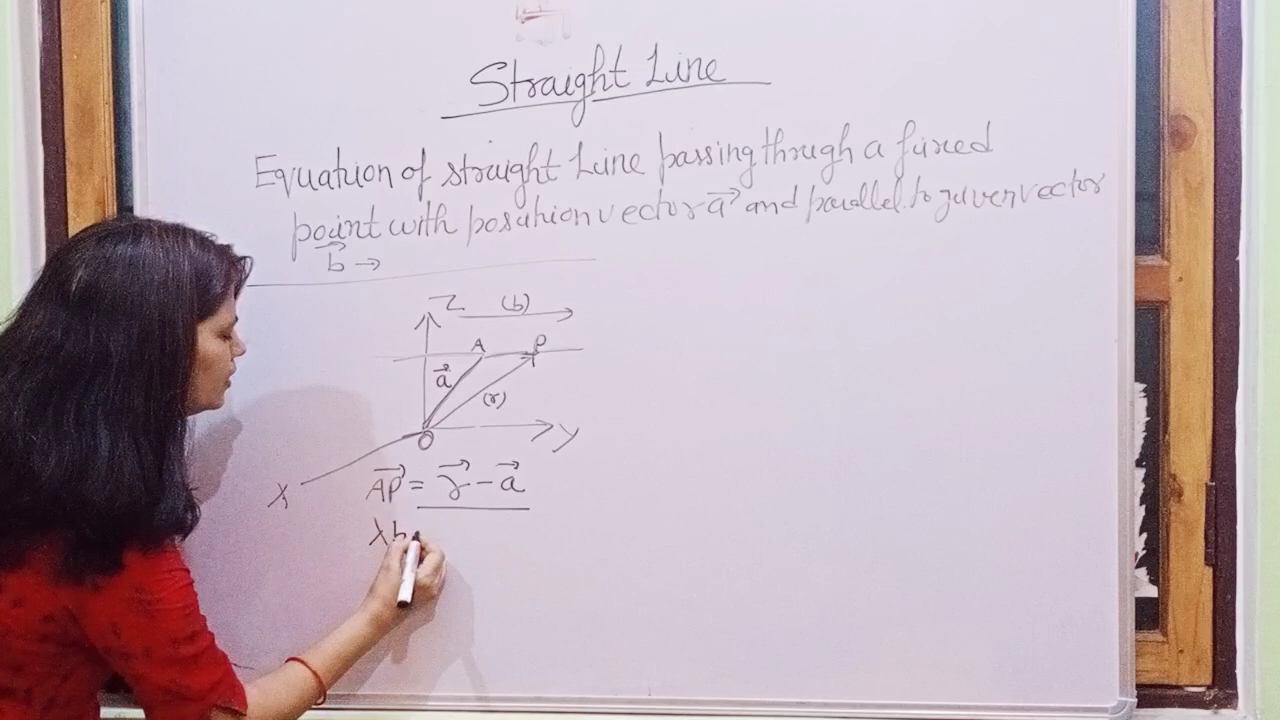 Straight Line
Equation of straight Line passing through a fixed
point with position vector a⃗ and parallel to given vector
b⃗ →
Z (b)
A P
a⃗
(r)
O
Y
X
AP⃗ = r⃗ - a⃗
λb